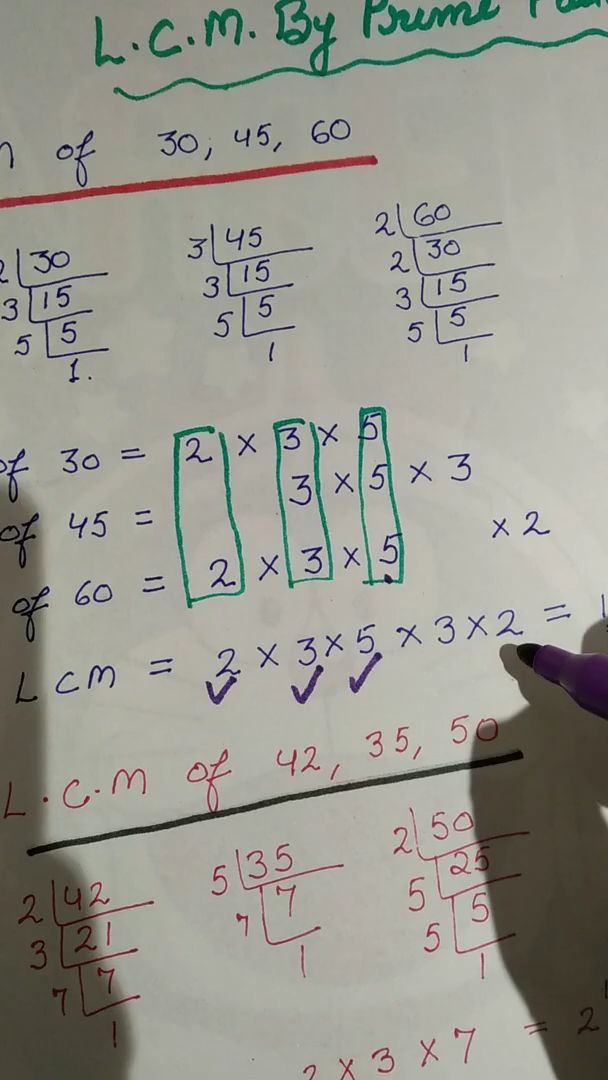 L.C.M. By Prime
of 30, 45, 60
2 30 3 45 2 60
3 15 3 15 2 30
5 5 5 5 3 15
1. 1 5 5
1
of 30 = 2 × 3 × 5
of 45 = 3 × 5 × 3
of 60 = 2 × 3 × 5 × 2
LCM = 2 × 3 × 5 × 3 × 2 =
L.C.M of 42, 35, 50
2 42 5 35 2 50
3 21 7 7 5 25
7 7 1 5 5
1 1
× 3 × 7 = 2